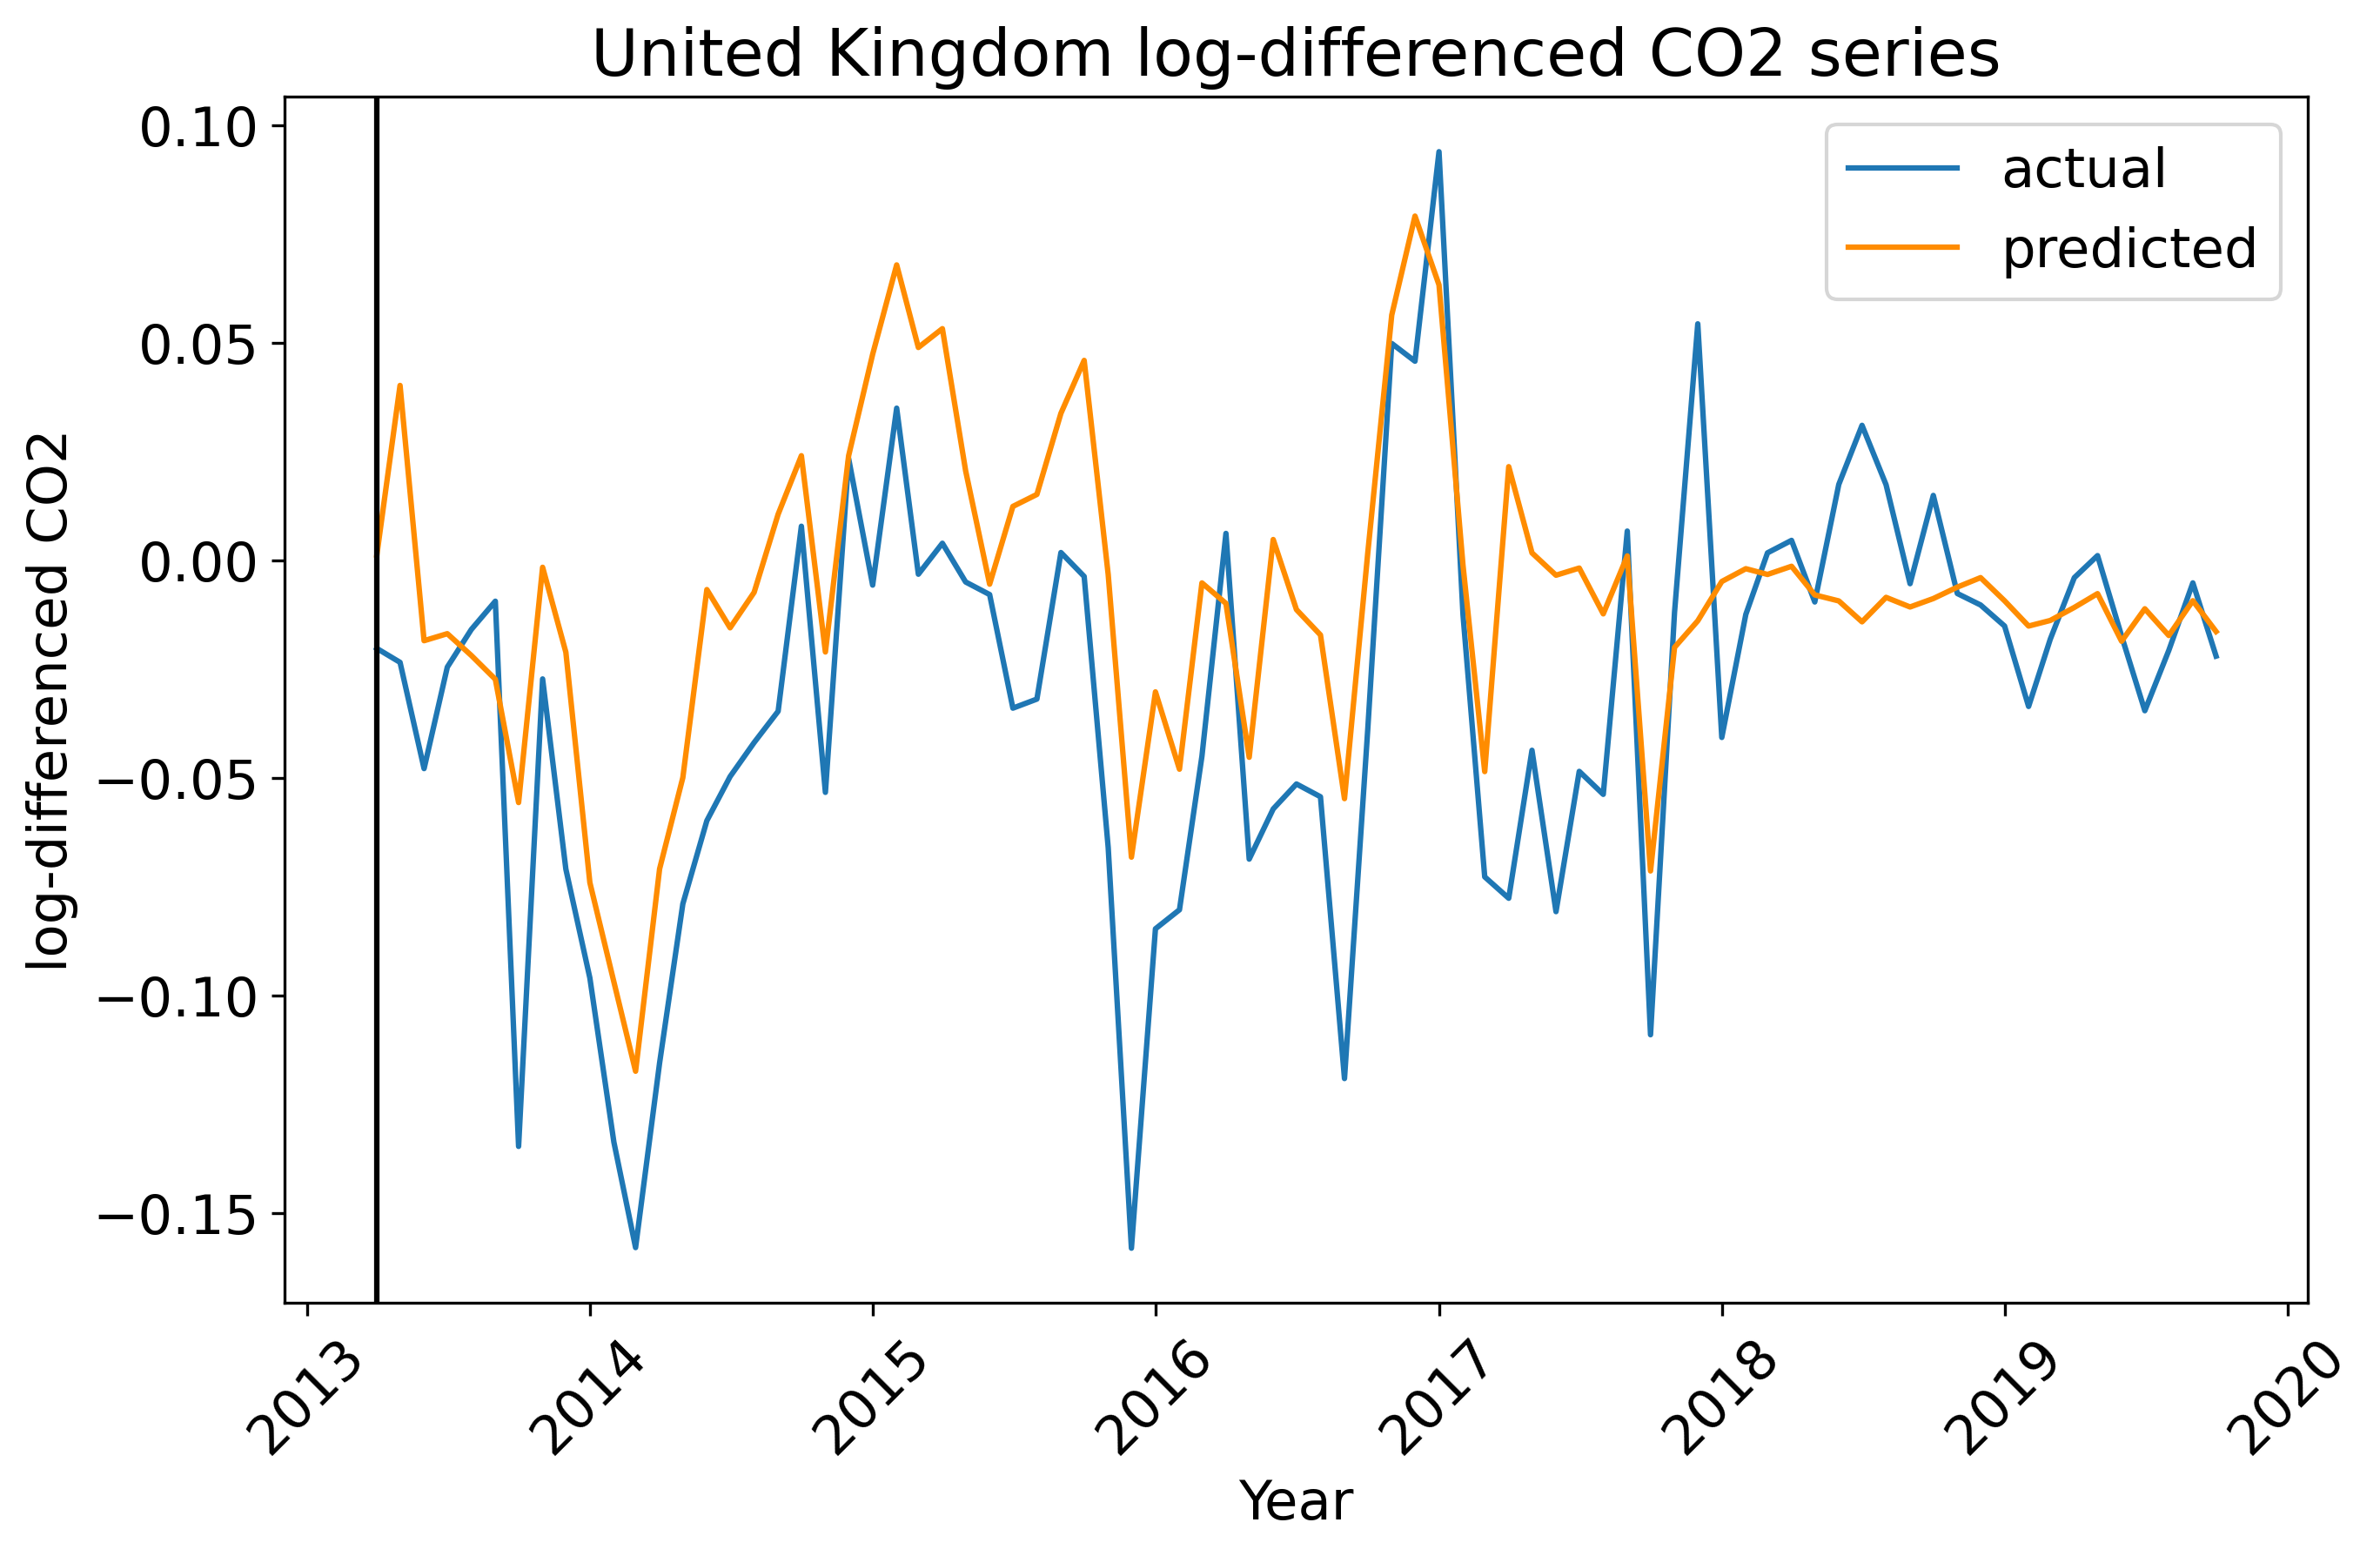 United Kingdom log-differenced CO2 series
actual
predicted
log-differenced CO2
0.10
0.05
0.00
−0.05
−0.10
−0.15
2013
2014
2015
2016
2017
2018
2019
2020
Year